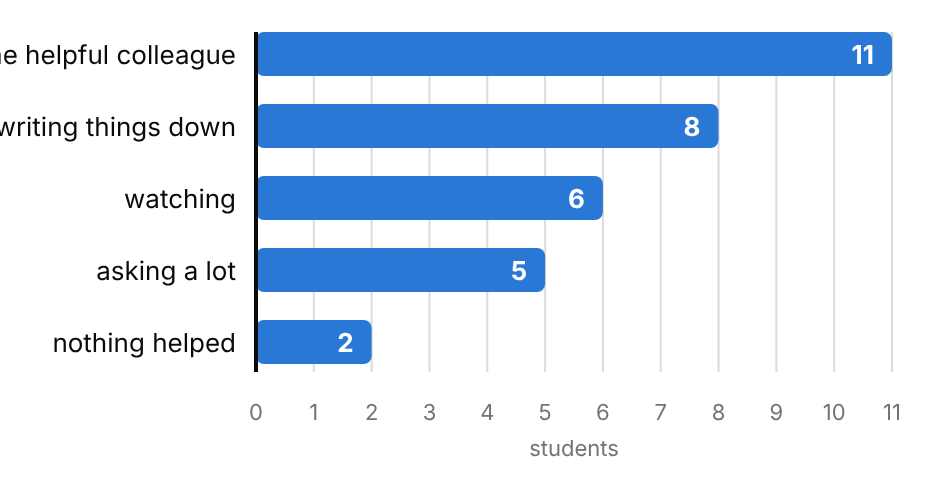 helpful colleague 11
writing things down 8
watching 6
asking a lot 5
nothing helped 2
0 1 2 3 4 5 6 7 8 9 10 11
students